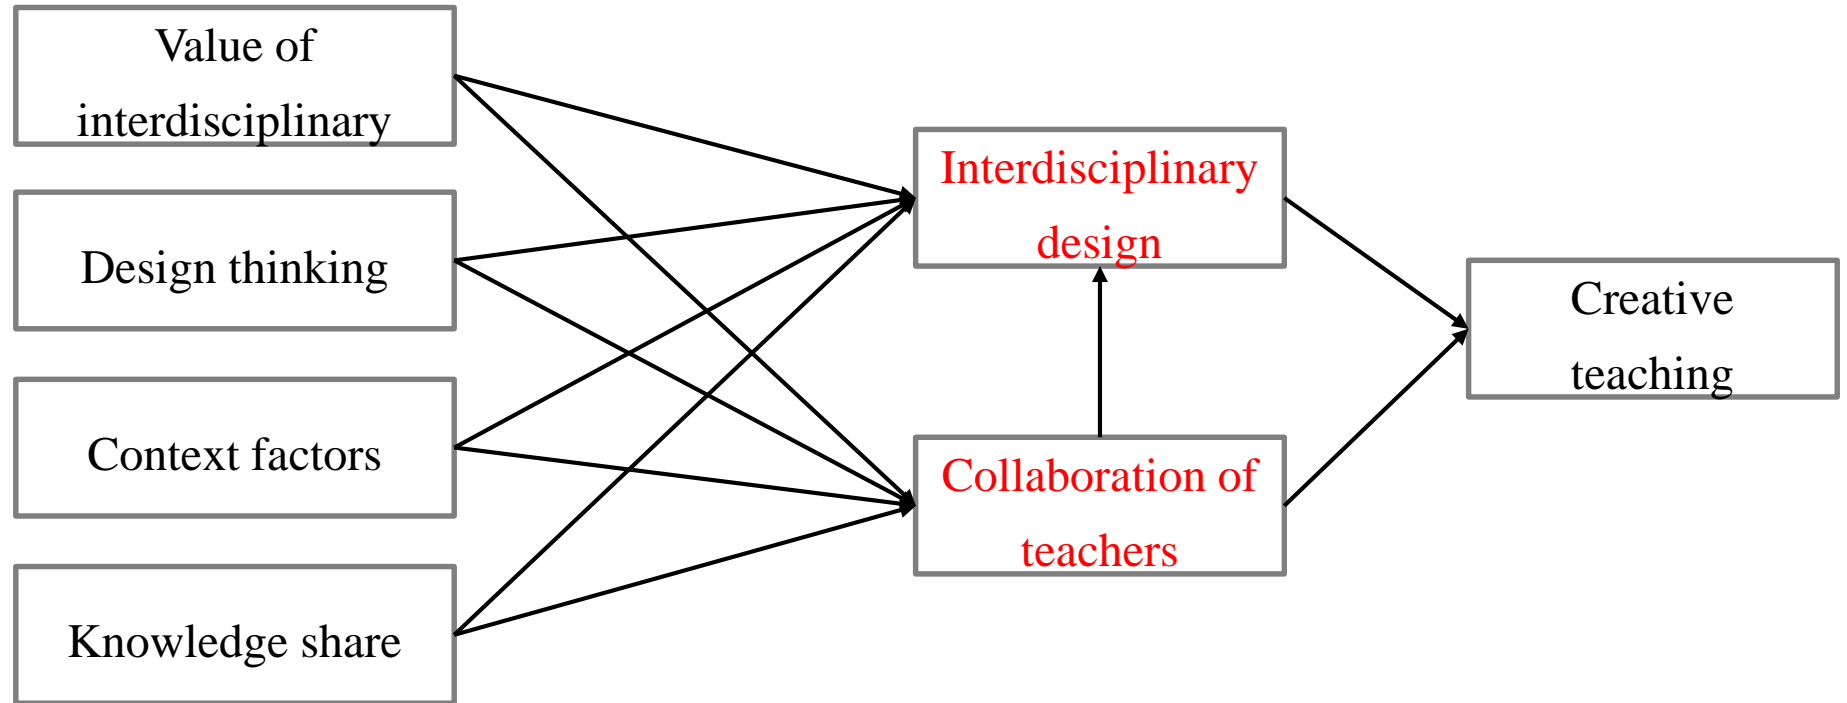 Value of
interdisciplinary
Design thinking
Context factors
Knowledge share
Interdisciplinary
design
Collaboration of
teachers
Creative
teaching